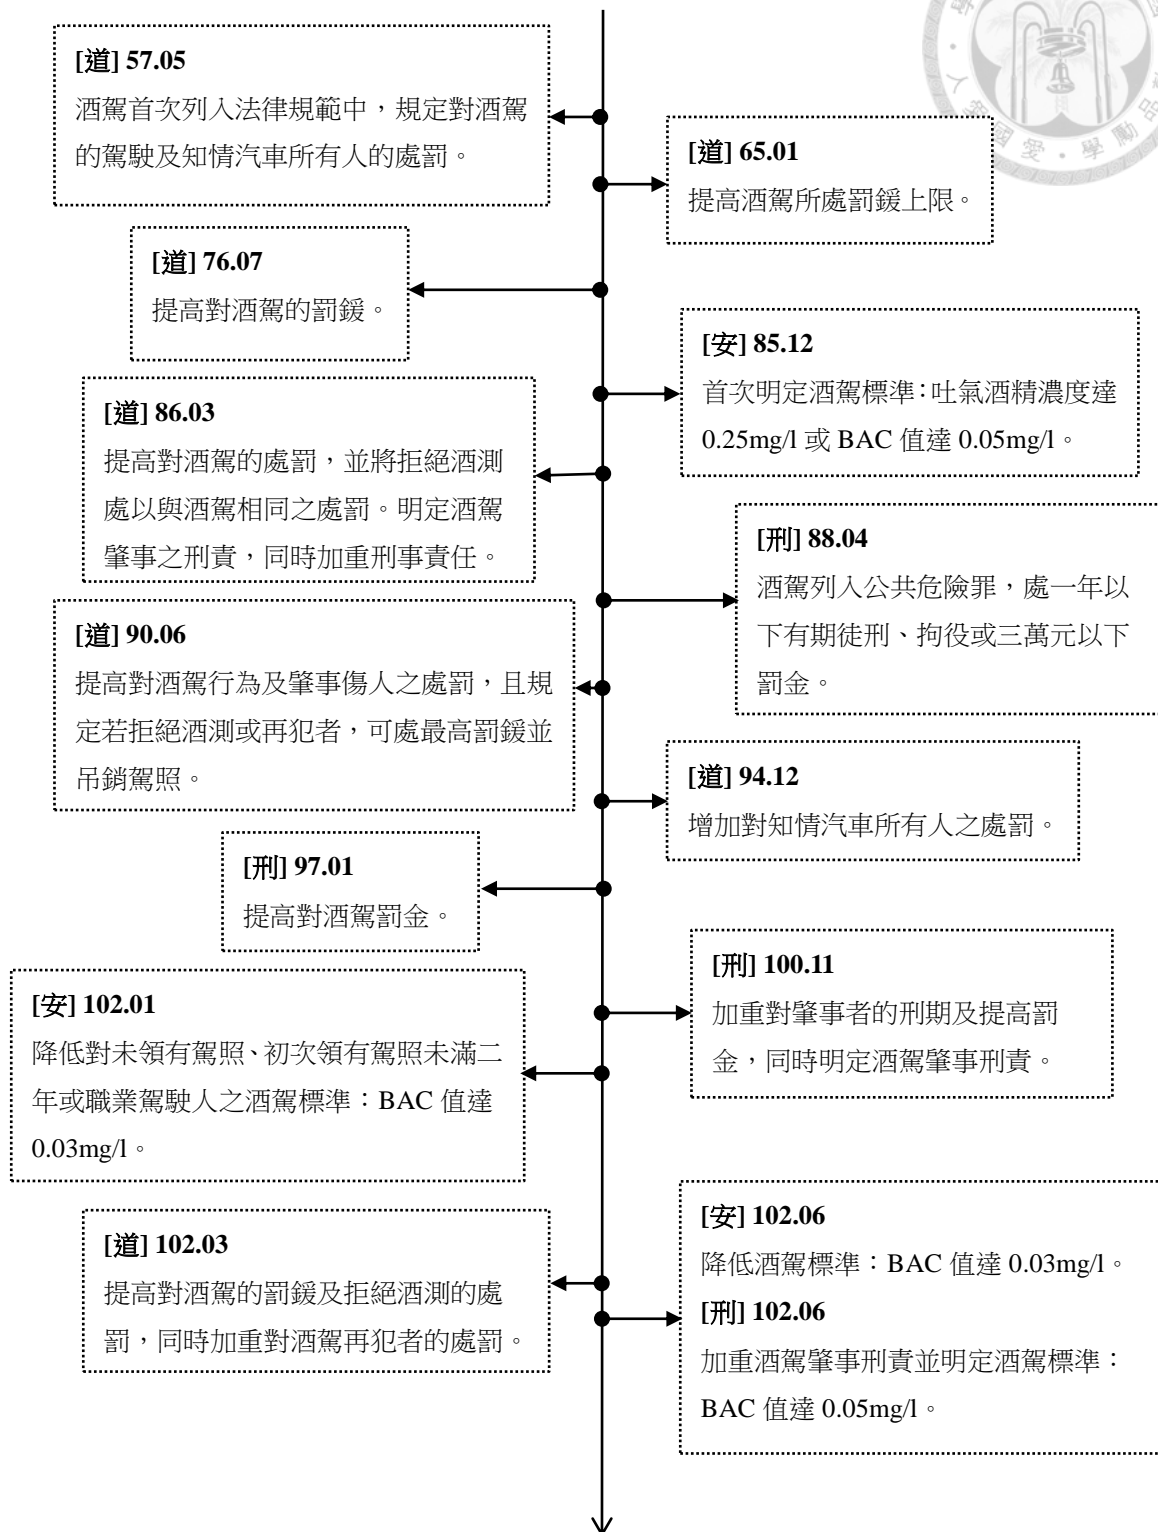 [道] 57.05
酒駕首次列入法律規範中，規定對酒駕
的駕駛及知情汽車所有人的處罰。
[道] 65.01
提高酒駕所處罰鍰上限。
[道] 76.07
提高對酒駕的罰鍰。
[安] 85.12
首次明定酒駕標準：吐氣酒精濃度達
0.25mg/l 或 BAC 值達 0.05mg/l。
[道] 86.03
提高對酒駕的處罰，並將拒絕酒測
處以與酒駕相同之處罰。明定酒駕
肇事之刑責，同時加重刑事責任。
[刑] 88.04
酒駕列入公共危險罪，處一年以
下有期徒刑、拘役或三萬元以下
罰金。
[道] 90.06
提高對酒駕行為及肇事傷人之處罰，且規
定若拒絕酒測或再犯者，可處最高罰鍰並
吊銷駕照。
[道] 94.12
增加對知情汽車所有人之處罰。
[刑] 97.01
提高對酒駕罰金。
[刑] 100.11
加重對肇事者的刑期及提高罰
金，同時明定酒駕肇事刑責。
[安] 102.01
降低對未領有駕照、初次領有駕照未滿二
年或職業駕駛人之酒駕標準：BAC 值達
0.03mg/l。
[道] 102.03
提高對酒駕的罰鍰及拒絕酒測的處
罰，同時加重對酒駕再犯者的處罰。
[安] 102.06
降低酒駕標準：BAC 值達 0.03mg/l。
[刑] 102.06
加重酒駕肇事刑責並明定酒駕標準：
BAC 值達 0.05mg/l。